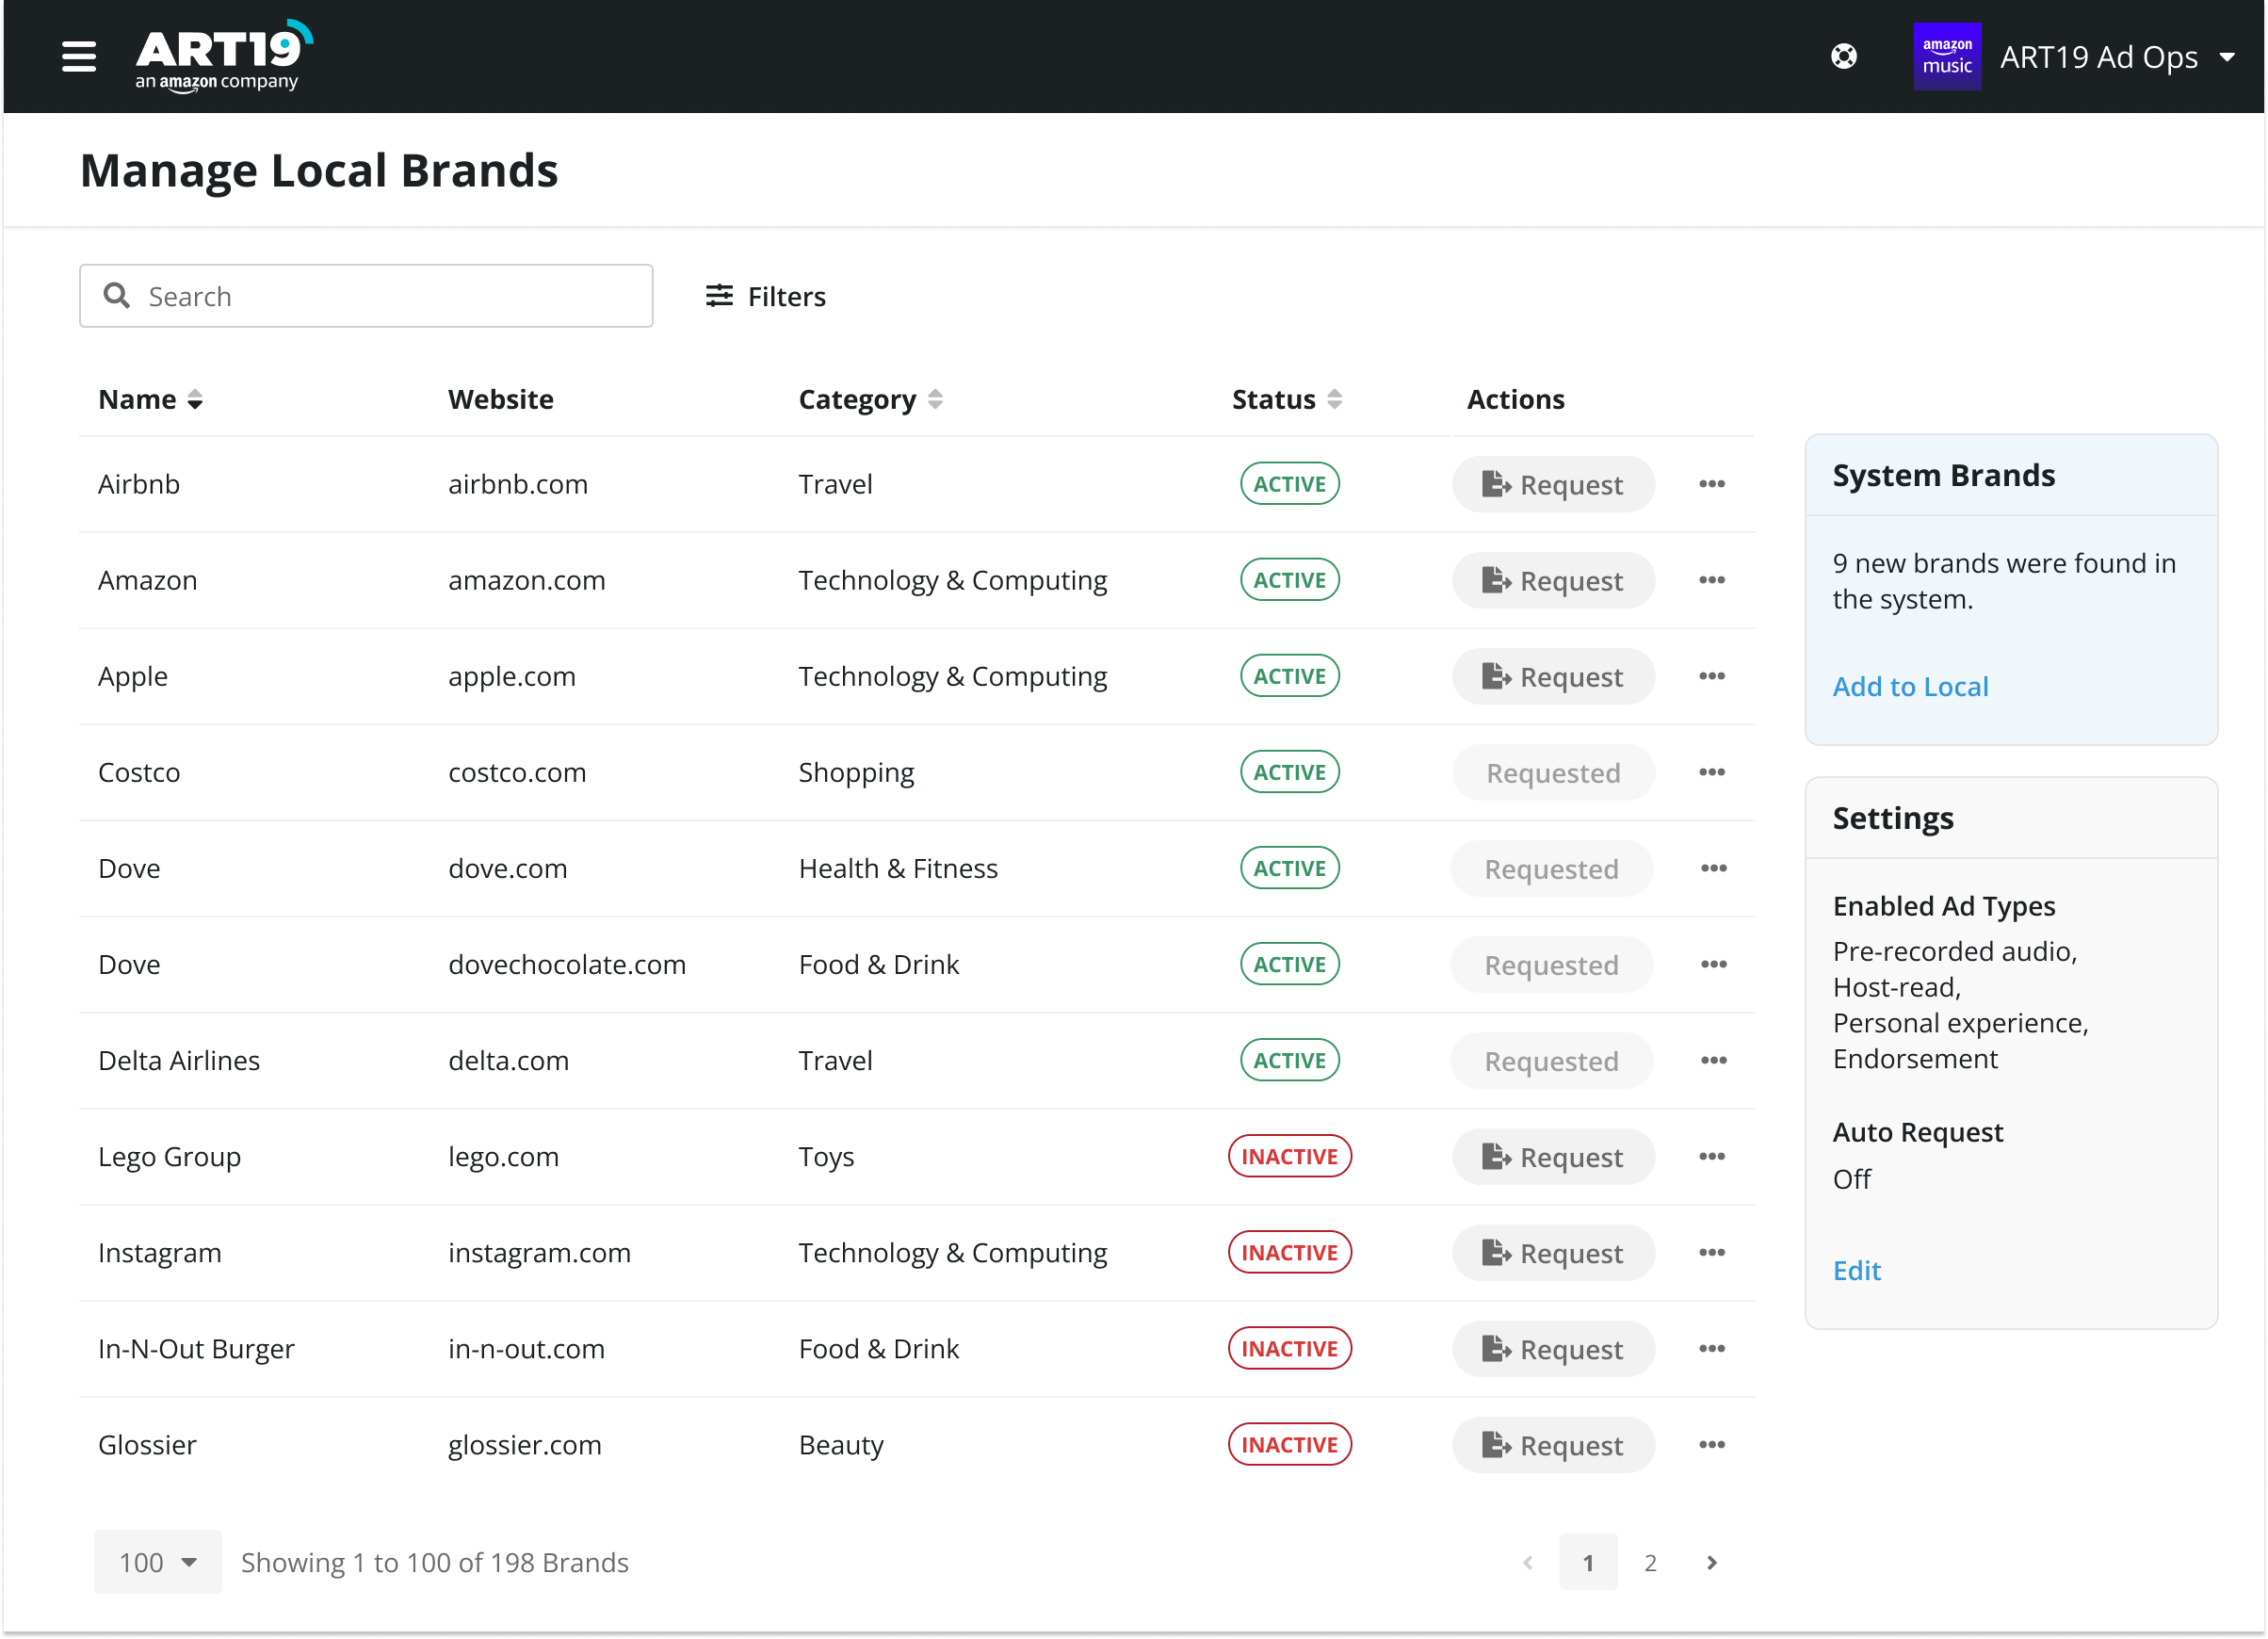 ART19
an amazon company
amazon
music
ART19 Ad Ops
Manage Local Brands
Search
Filters
Name Website Category Status Actions
Airbnb airbnb.com Travel ACTIVE Request
Amazon amazon.com Technology & Computing ACTIVE Request
Apple apple.com Technology & Computing ACTIVE Request
Costco costco.com Shopping ACTIVE Requested
Dove dove.com Health & Fitness ACTIVE Requested
Dove dovechocolate.com Food & Drink ACTIVE Requested
Delta Airlines delta.com Travel ACTIVE Requested
Lego Group lego.com Toys INACTIVE Request
Instagram instagram.com Technology & Computing INACTIVE Request
In-N-Out Burger in-n-out.com Food & Drink INACTIVE Request
Glossier glossier.com Beauty INACTIVE Request
System Brands
9 new brands were found in
the system.
Add to Local
Settings
Enabled Ad Types
Pre-recorded audio,
Host-read,
Personal experience,
Endorsement
Auto Request
Off
Edit
100 Showing 1 to 100 of 198 Brands
1 2